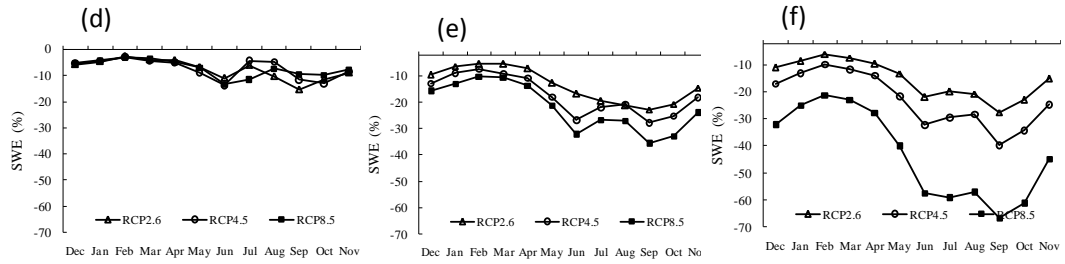 (d)
SWE (%)
0
-10
-20
-30
-40
-50
-60
-70
RCP2.6 RCP4.5 RCP8.5
Dec Jan Feb Mar Apr May Jun Jul Aug Sep Oct Nov
(e)
SWE (%)
-10
-20
-30
-40
-50
-60
-70
RCP2.6 RCP4.5 RCP8.5
Dec Jan Feb Mar Apr May Jun Jul Aug Sep Oct Nov
(f)
SWE (%)
-10
-20
-30
-40
-50
-60
-70
RCP2.6 RCP4.5 RCP8.5
Dec Jan Feb Mar Apr May Jun Jul Aug Sep Oct Nov